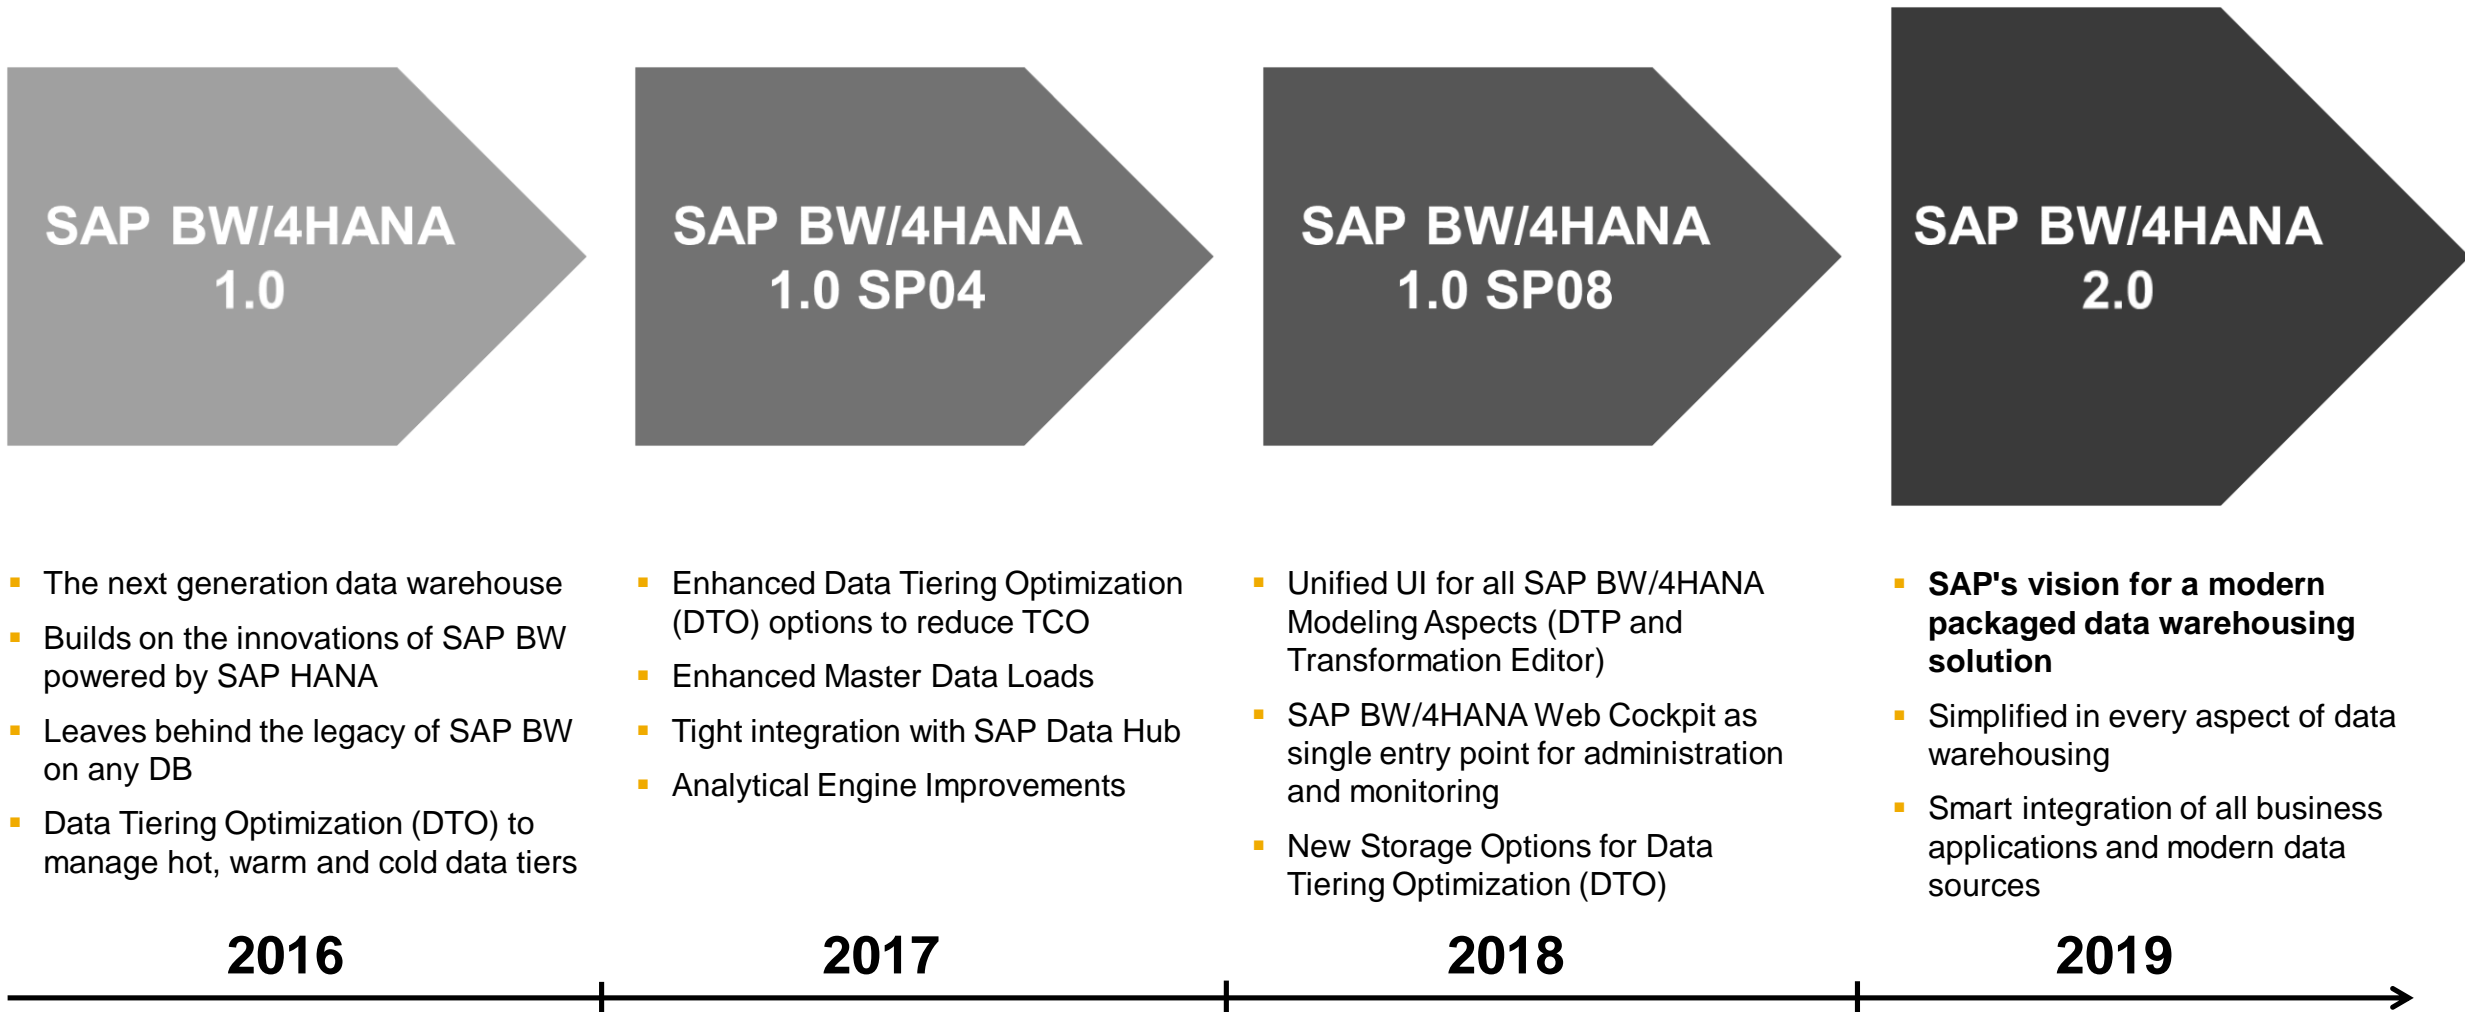 SAP BW/4HANA
1.0
SAP BW/4HANA
1.0 SP04
SAP BW/4HANA
1.0 SP08
SAP BW/4HANA
2.0
The next generation data warehouse
Builds on the innovations of SAP BW
powered by SAP HANA
Leaves behind the legacy of SAP BW
on any DB
Data Tiering Optimization (DTO) to
manage hot, warm and cold data tiers
Enhanced Data Tiering Optimization
(DTO) options to reduce TCO
Enhanced Master Data Loads
Tight integration with SAP Data Hub
Analytical Engine Improvements
Unified UI for all SAP BW/4HANA
Modeling Aspects (DTP and
Transformation Editor)
SAP BW/4HANA Web Cockpit as
single entry point for administration
and monitoring
New Storage Options for Data
Tiering Optimization (DTO)
SAP's vision for a modern
packaged data warehousing
solution
Simplified in every aspect of data
warehousing
Smart integration of all business
applications and modern data
sources
2016
2017
2018
2019